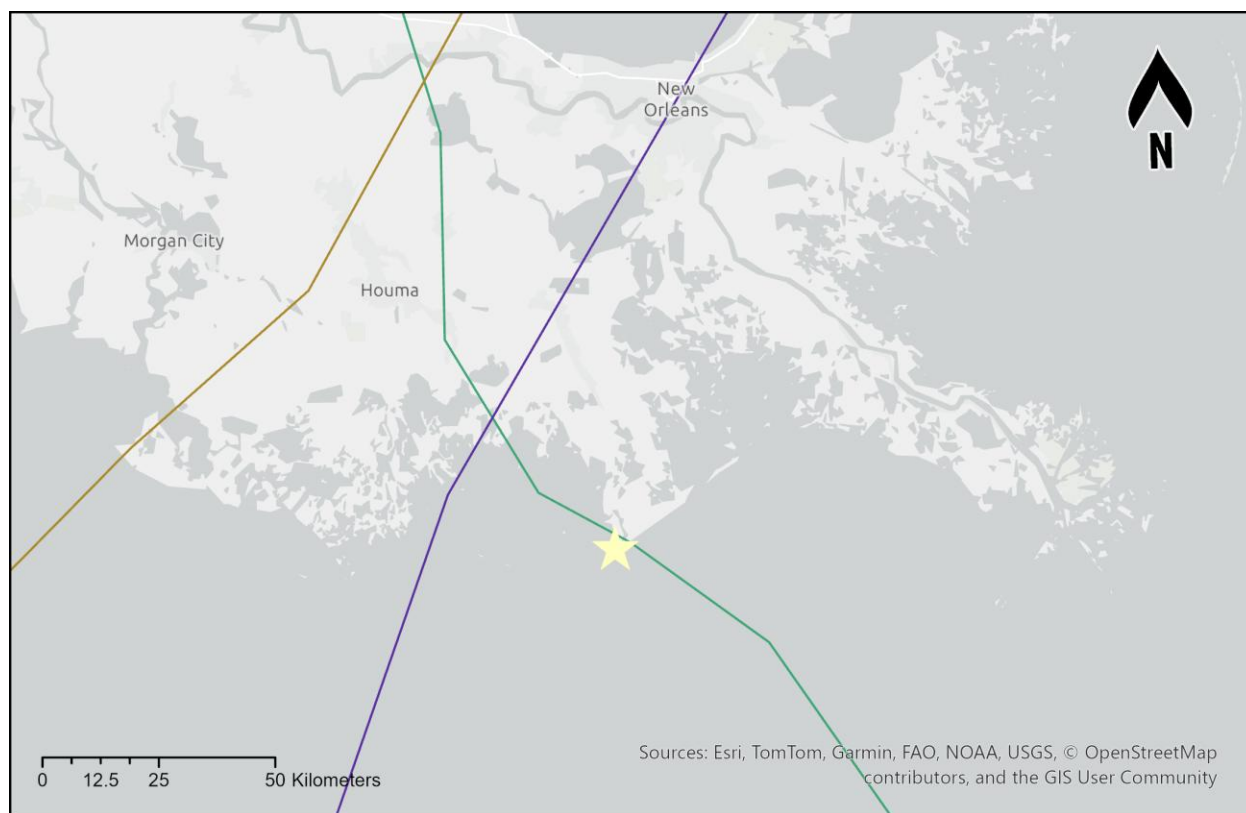 New
Orleans
N
Morgan City
Houma
Sources: Esri, TomTom, Garmin, FAO, NOAA, USGS, © OpenStreetMap
contributors, and the GIS User Community
0 12.5 25 50 Kilometers